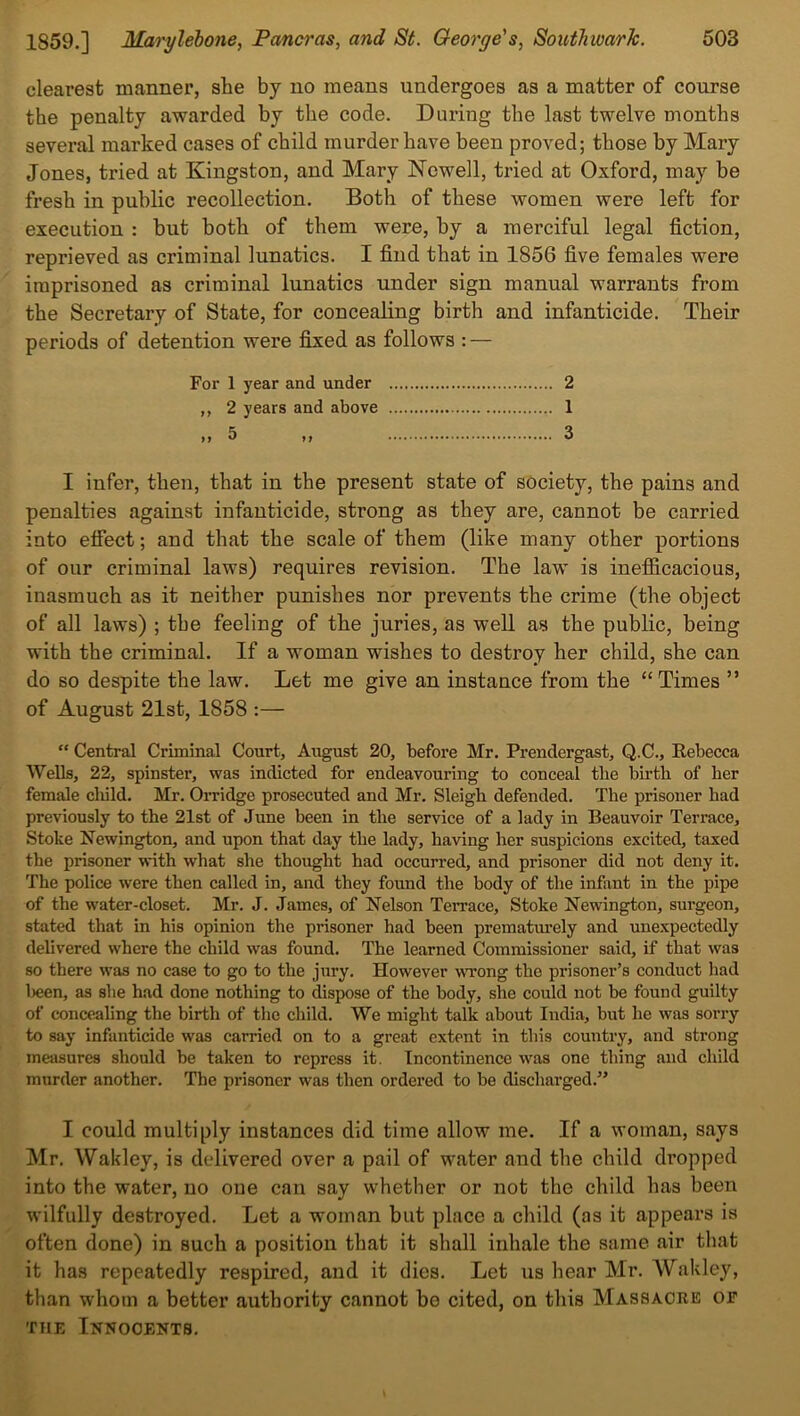 1859.] Marylebone, Pancras, and St. George's, Southwark. 503
clearest manner, she by no means undergoes as a matter of course
the penalty awarded by the code. During the last twelve months
several marked cases of child murder have been proved; those by Mary
Jones, tried at Kingston, and Mary Newell, tried at Oxford, may be
fresh in public recollection. Both of these women were left for
execution : but both of them were, by a merciful legal fiction,
reprieved as criminal lunatics. I find that in 1856 five females were
imprisoned as criminal lunatics under sign manual warrants from
the Secretary of State, for concealing birth and infanticide. Their
periods of detention were fixed as follows :—
For 1 year and under .................................... 2
,, 2 years and above .................................... 1
,, 5 ,, .................................... 3
I infer, then, that in the present state of society, the pains and
penalties against infanticide, strong as they are, cannot be carried
into effect; and that the scale of them (like many other portions
of our criminal laws) requires revision. The law is inefficacious,
inasmuch as it neither punishes nor prevents the crime (the object
of all laws) ; the feeling of the juries, as well as the public, being
with the criminal. If a woman wishes to destroy her child, she can
do so despite the law. Let me give an instance from the “ Times ”
of August 21st, 1858 :—
“ Central Criminal Court, August 20, before Mr. Prendergast, Q.C., Rebecca
Wells, 22, spinster, was indicted for endeavouring to conceal the birth of her
female child. Mr. Orridge prosecuted and Mr. Sleigh defended. The prisoner had
previously to the 21st of June been in the service of a lady in Beauvoir Terrace,
Stoke Newington, and upon that day the lady, having her suspicions excited, taxed
the prisoner with what she thought had occurred, and prisoner did not deny it.
The police were then called in, and they found the body of the infant in the pipe
of the water-closet. Mr. J. James, of Nelson Terrace, Stoke Newington, surgeon,
stated that in his opinion the prisoner had been prematurely and unexpectedly
delivered where the child was found. The learned Commissioner said, if that was
so there was no case to go to the jury. However wrong the prisoner’s conduct had
been, as she had done nothing to dispose of the body, she could not be found guilty
of concealing the birth of the child. We might talk about India, but he was sorry
to say infanticide was carried on to a great extent in this country, and strong
measures should be taken to repress it. Incontinence was one thing and child
murder another. The prisoner was then ordered to be discharged.”
I could multiply instances did time allow me. If a woman, says
Mr. Wakley, is delivered over a pail of water and the child dropped
into the water, no one can say whether or not the child has been
wilfully destroyed. Let a woman but place a child (as it appears is
often done) in such a position that it shall inhale the same air that
it has repeatedly respired, and it dies. Let us hear Mr. Wakley,
than whom a better authority cannot be cited, on this Massacre of
the Innocents.